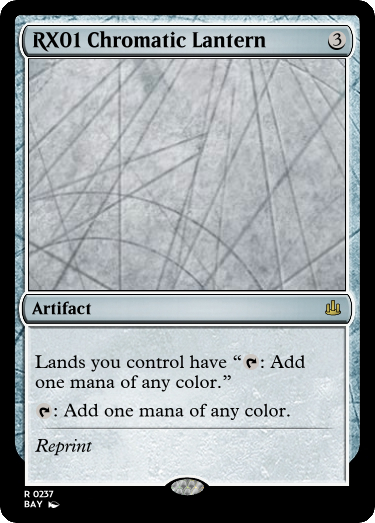 RX01 Chromatic Lantern 3
Artifact
Lands you control have “: Add
one mana of any color.”
: Add one mana of any color.
Reprint
R 0237
BAY